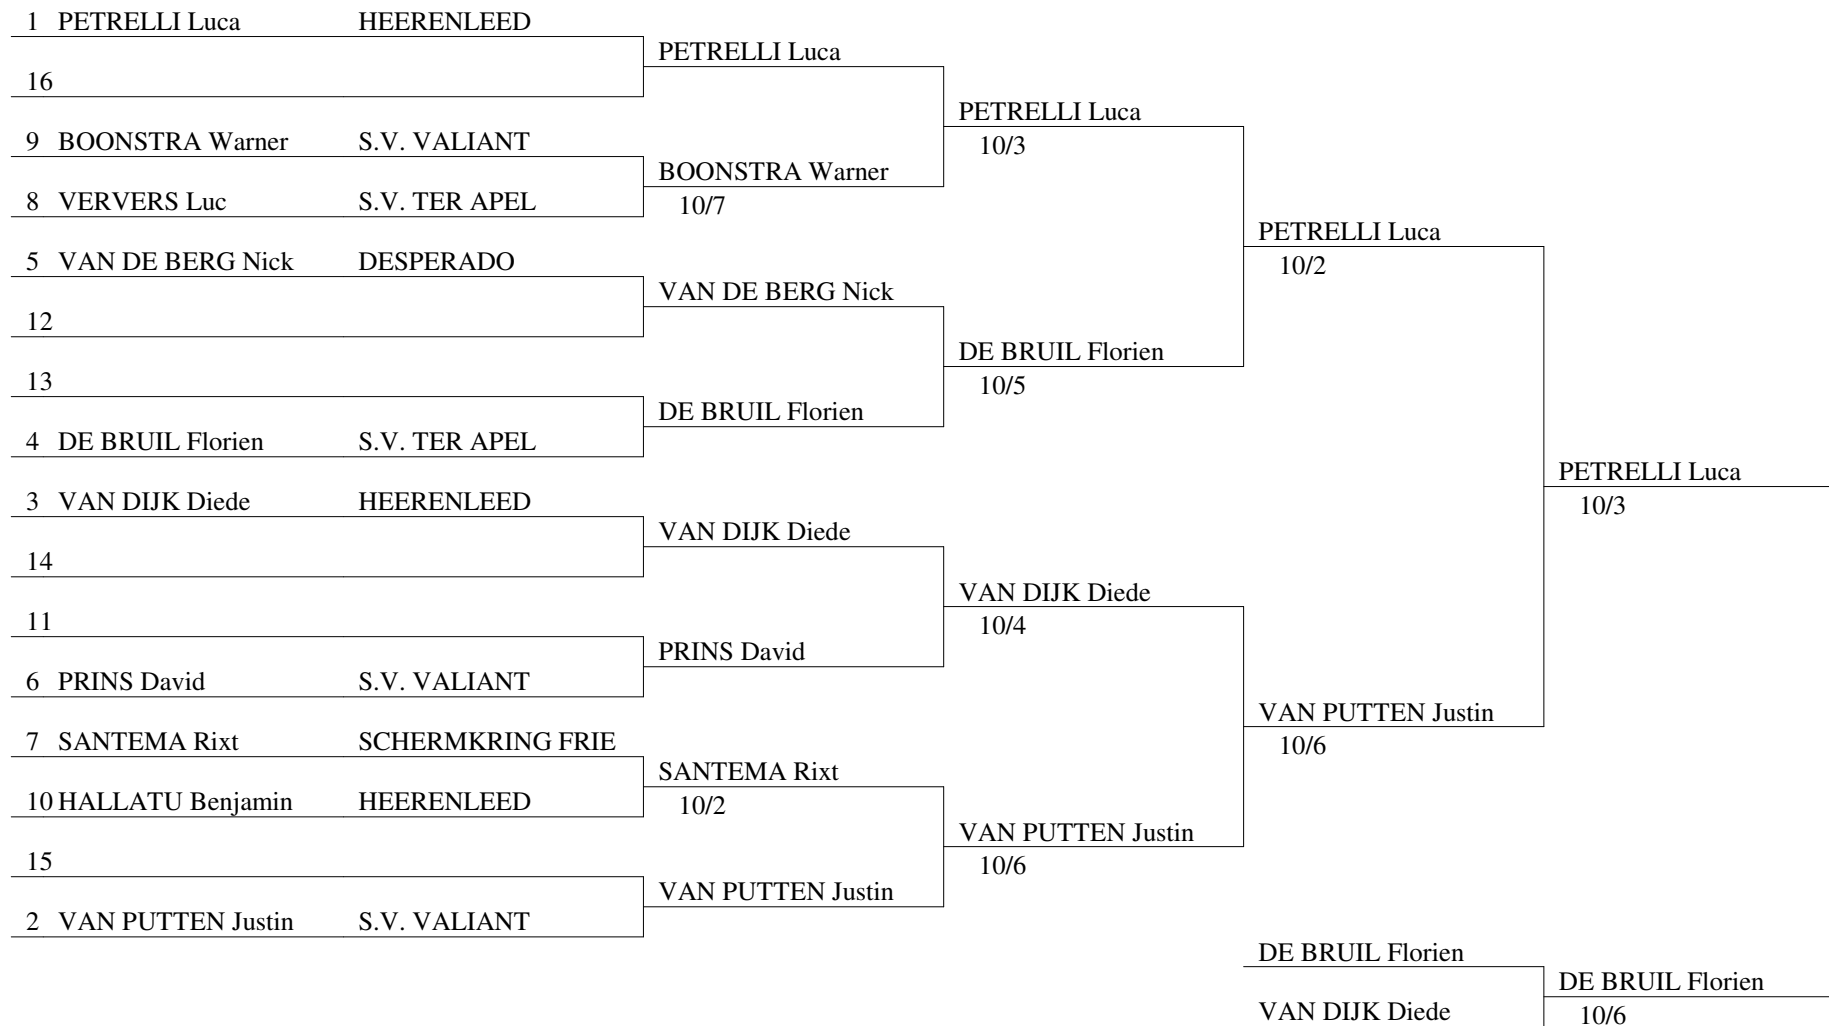 1 PETRELLI Luca HEERENLEED
PETRELLI Luca
16
PETRELLI Luca
10/3
9 BOONSTRA Warner S.V. VALIANT
BOONSTRA Warner
10/7
8 VERVERS Luc S.V. TER APEL
PETRELLI Luca
10/2
5 VAN DE BERG Nick DESPERADO
VAN DE BERG Nick
12
DE BRUIL Florien
10/5
13
DE BRUIL Florien
4 DE BRUIL Florien S.V. TER APEL
PETRELLI Luca
10/3
3 VAN DIJK Diede HEERENLEED
VAN DIJK Diede
14
VAN DIJK Diede
10/4
11
PRINS David
6 PRINS David S.V. VALIANT
VAN PUTTEN Justin
10/6
7 SANTEMA Rixt SCHERMKRING FRIE
SANTEMA Rixt
10/2
10 HALLATU Benjamin HEERENLEED
VAN PUTTEN Justin
10/6
15
VAN PUTTEN Justin
2 VAN PUTTEN Justin S.V. VALIANT
DE BRUIL Florien
DE BRUIL Florien
VAN DIJK Diede
10/6